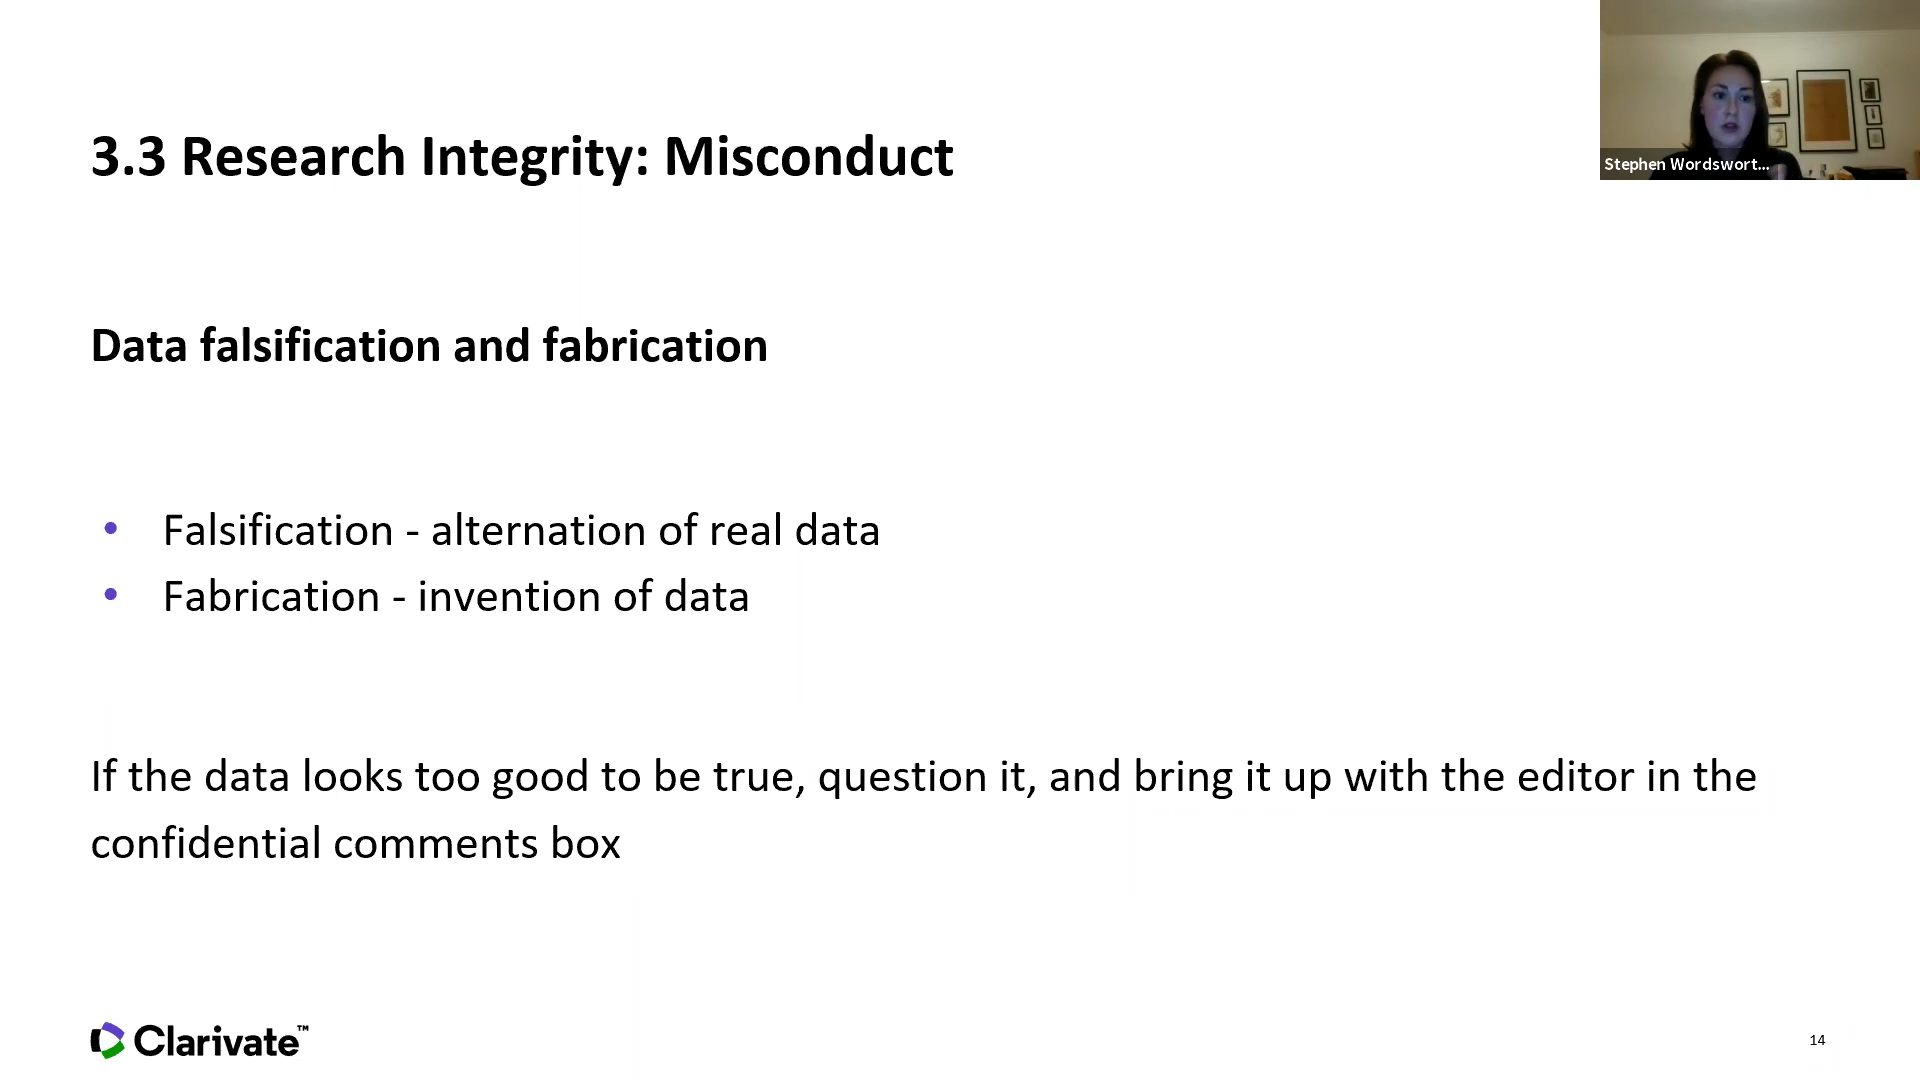 3.3 Research Integrity: Misconduct
Stephen Wordswort...
Data falsification and fabrication
• Falsification - alternation of real data
• Fabrication - invention of data
If the data looks too good to be true, question it, and bring it up with the editor in the
confidential comments box
Clarivate™
14